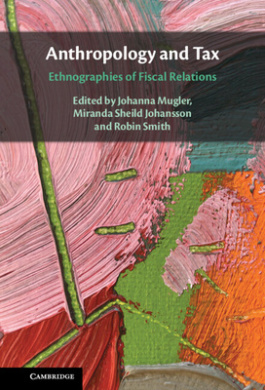 Anthropology and Tax
Ethnographies of Fiscal Relations
Edited by Johanna Mugler,
Miranda Sheild Johansson
and Robin Smith
CAMBRIDGE